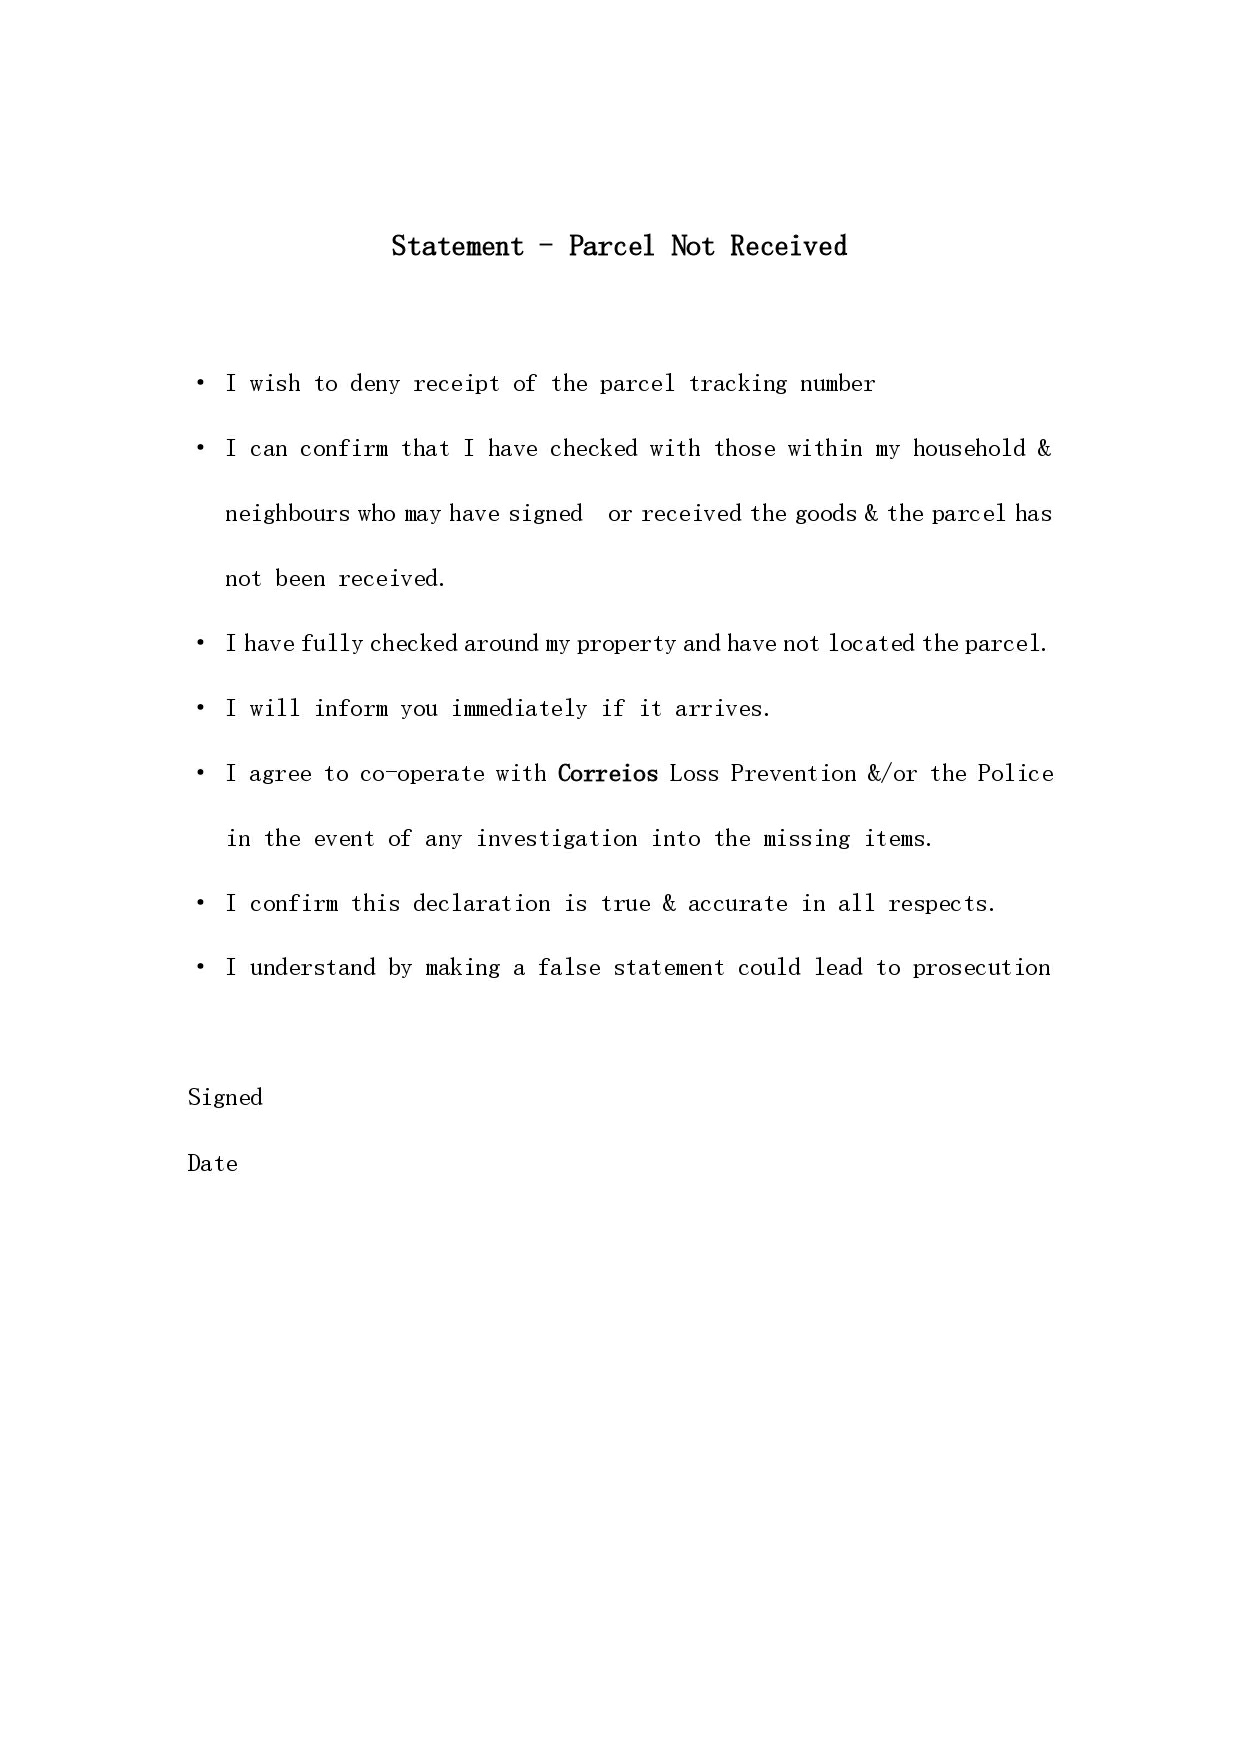 Statement - Parcel Not Received
• I wish to deny receipt of the parcel tracking number
• I can confirm that I have checked with those within my household &
neighbours who may have signed  or received the goods & the parcel has
not been received.
• I have fully checked around my property and have not located the parcel.
• I will inform you immediately if it arrives.
• I agree to co-operate with Correios Loss Prevention &/or the Police
in the event of any investigation into the missing items.
• I confirm this declaration is true & accurate in all respects.
• I understand by making a false statement could lead to prosecution
Signed
Date